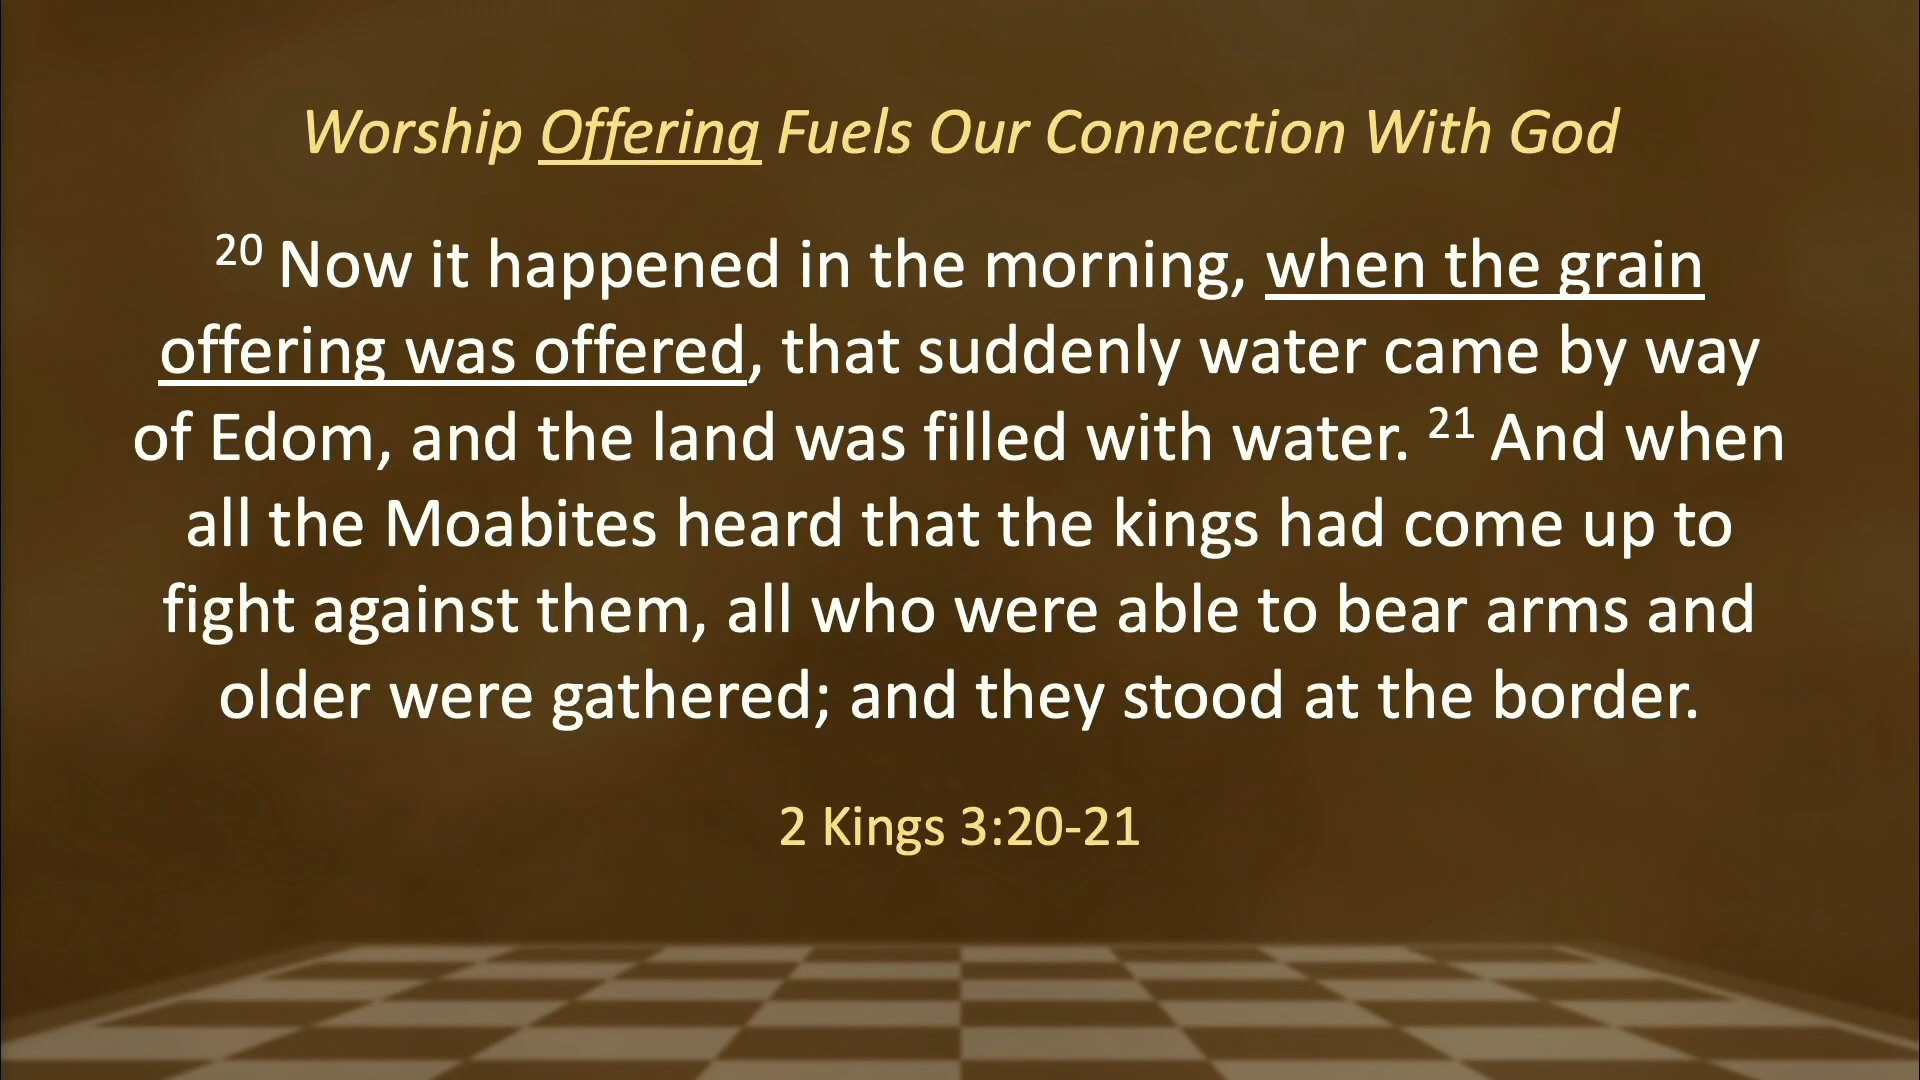 Worship Offering Fuels Our Connection With God
20 Now it happened in the morning, when the grain
offering was offered, that suddenly water came by way
of Edom, and the land was filled with water. 21 And when
all the Moabites heard that the kings had come up to
fight against them, all who were able to bear arms and
older were gathered; and they stood at the border.
2 Kings 3:20-21